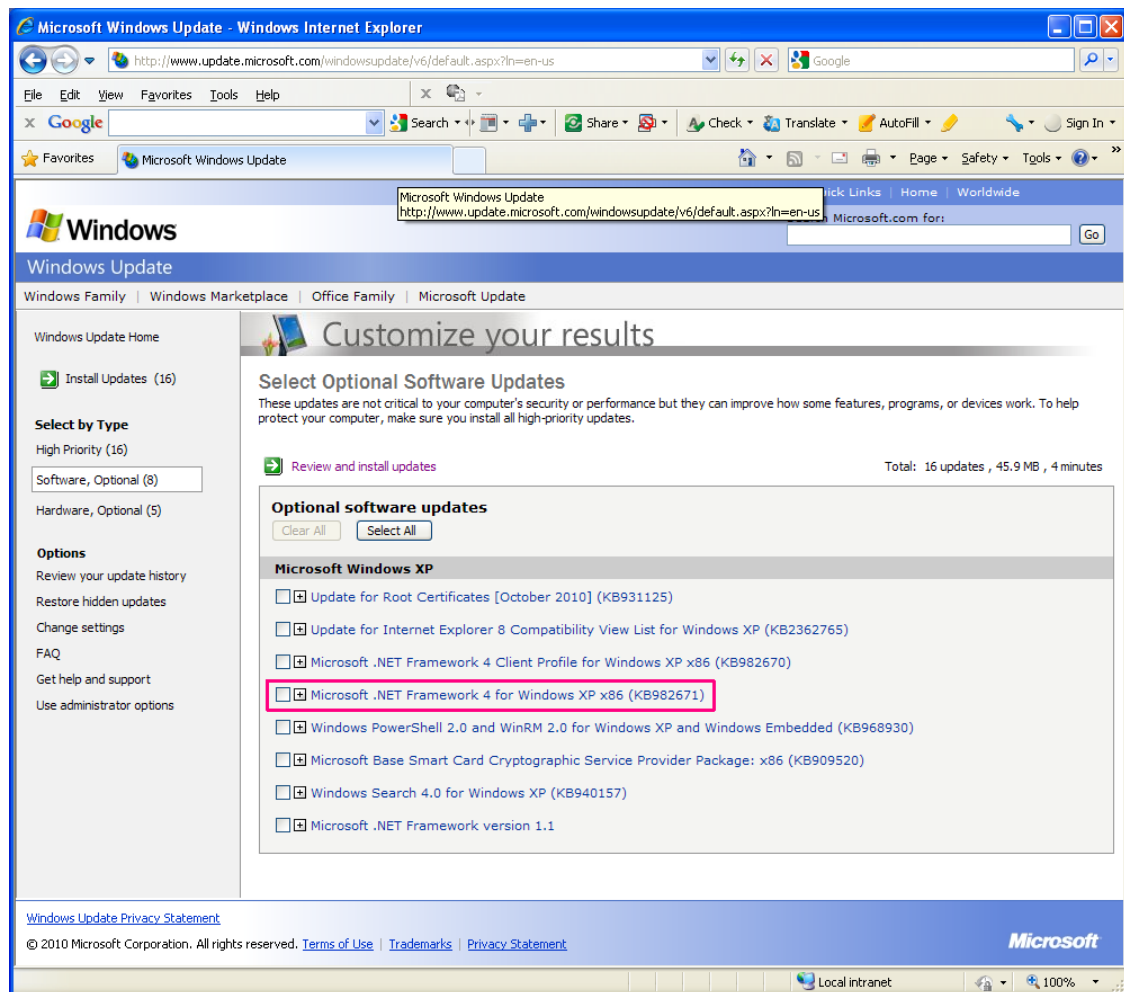 Microsoft Windows Update - Windows Internet Explorer
http://www.update.microsoft.com/windowsupdate/v6/default.aspx?ln=en-us
Google
File Edit View Favorites Tools Help
x Google Search Share Check Translate AutoFill Sign In
Favorites Microsoft Windows Update Page Safety Tools
Microsoft Windows Update
http://www.update.microsoft.com/windowsupdate/v6/default.aspx?ln=en-us
Links | Home | Worldwide
Microsoft.com for:
Windows
Go
Windows Update
Windows Family | Windows Marketplace | Office Family | Microsoft Update
Windows Update Home
Install Updates (16)
Select by Type
High Priority (16)
Software, Optional (8)
Hardware, Optional (5)
Options
Review your update history
Restore hidden updates
Change settings
FAQ
Get help and support
Use administrator options
Customize your results
Select Optional Software Updates
These updates are not critical to your computer's security or performance but they can improve how some features, programs, or devices work. To help
protect your computer, make sure you install all high-priority updates.
Review and install updates
Total: 16 updates , 45.9 MB , 4 minutes
Optional software updates
Clear All Select All
Microsoft Windows XP
Update for Root Certificates [October 2010] (KB931125)
Update for Internet Explorer 8 Compatibility View List for Windows XP (KB2362765)
Microsoft .NET Framework 4 Client Profile for Windows XP x86 (KB982670)
Microsoft .NET Framework 4 for Windows XP x86 (KB982671)
Windows PowerShell 2.0 and WinRM 2.0 for Windows XP and Windows Embedded (KB968930)
Microsoft Base Smart Card Cryptographic Service Provider Package: x86 (KB909520)
Windows Search 4.0 for Windows XP (KB940157)
Microsoft .NET Framework version 1.1
Windows Update Privacy Statement
© 2010 Microsoft Corporation. All rights reserved. Terms of Use | Trademarks | Privacy Statement
Microsoft
Local intranet 100%